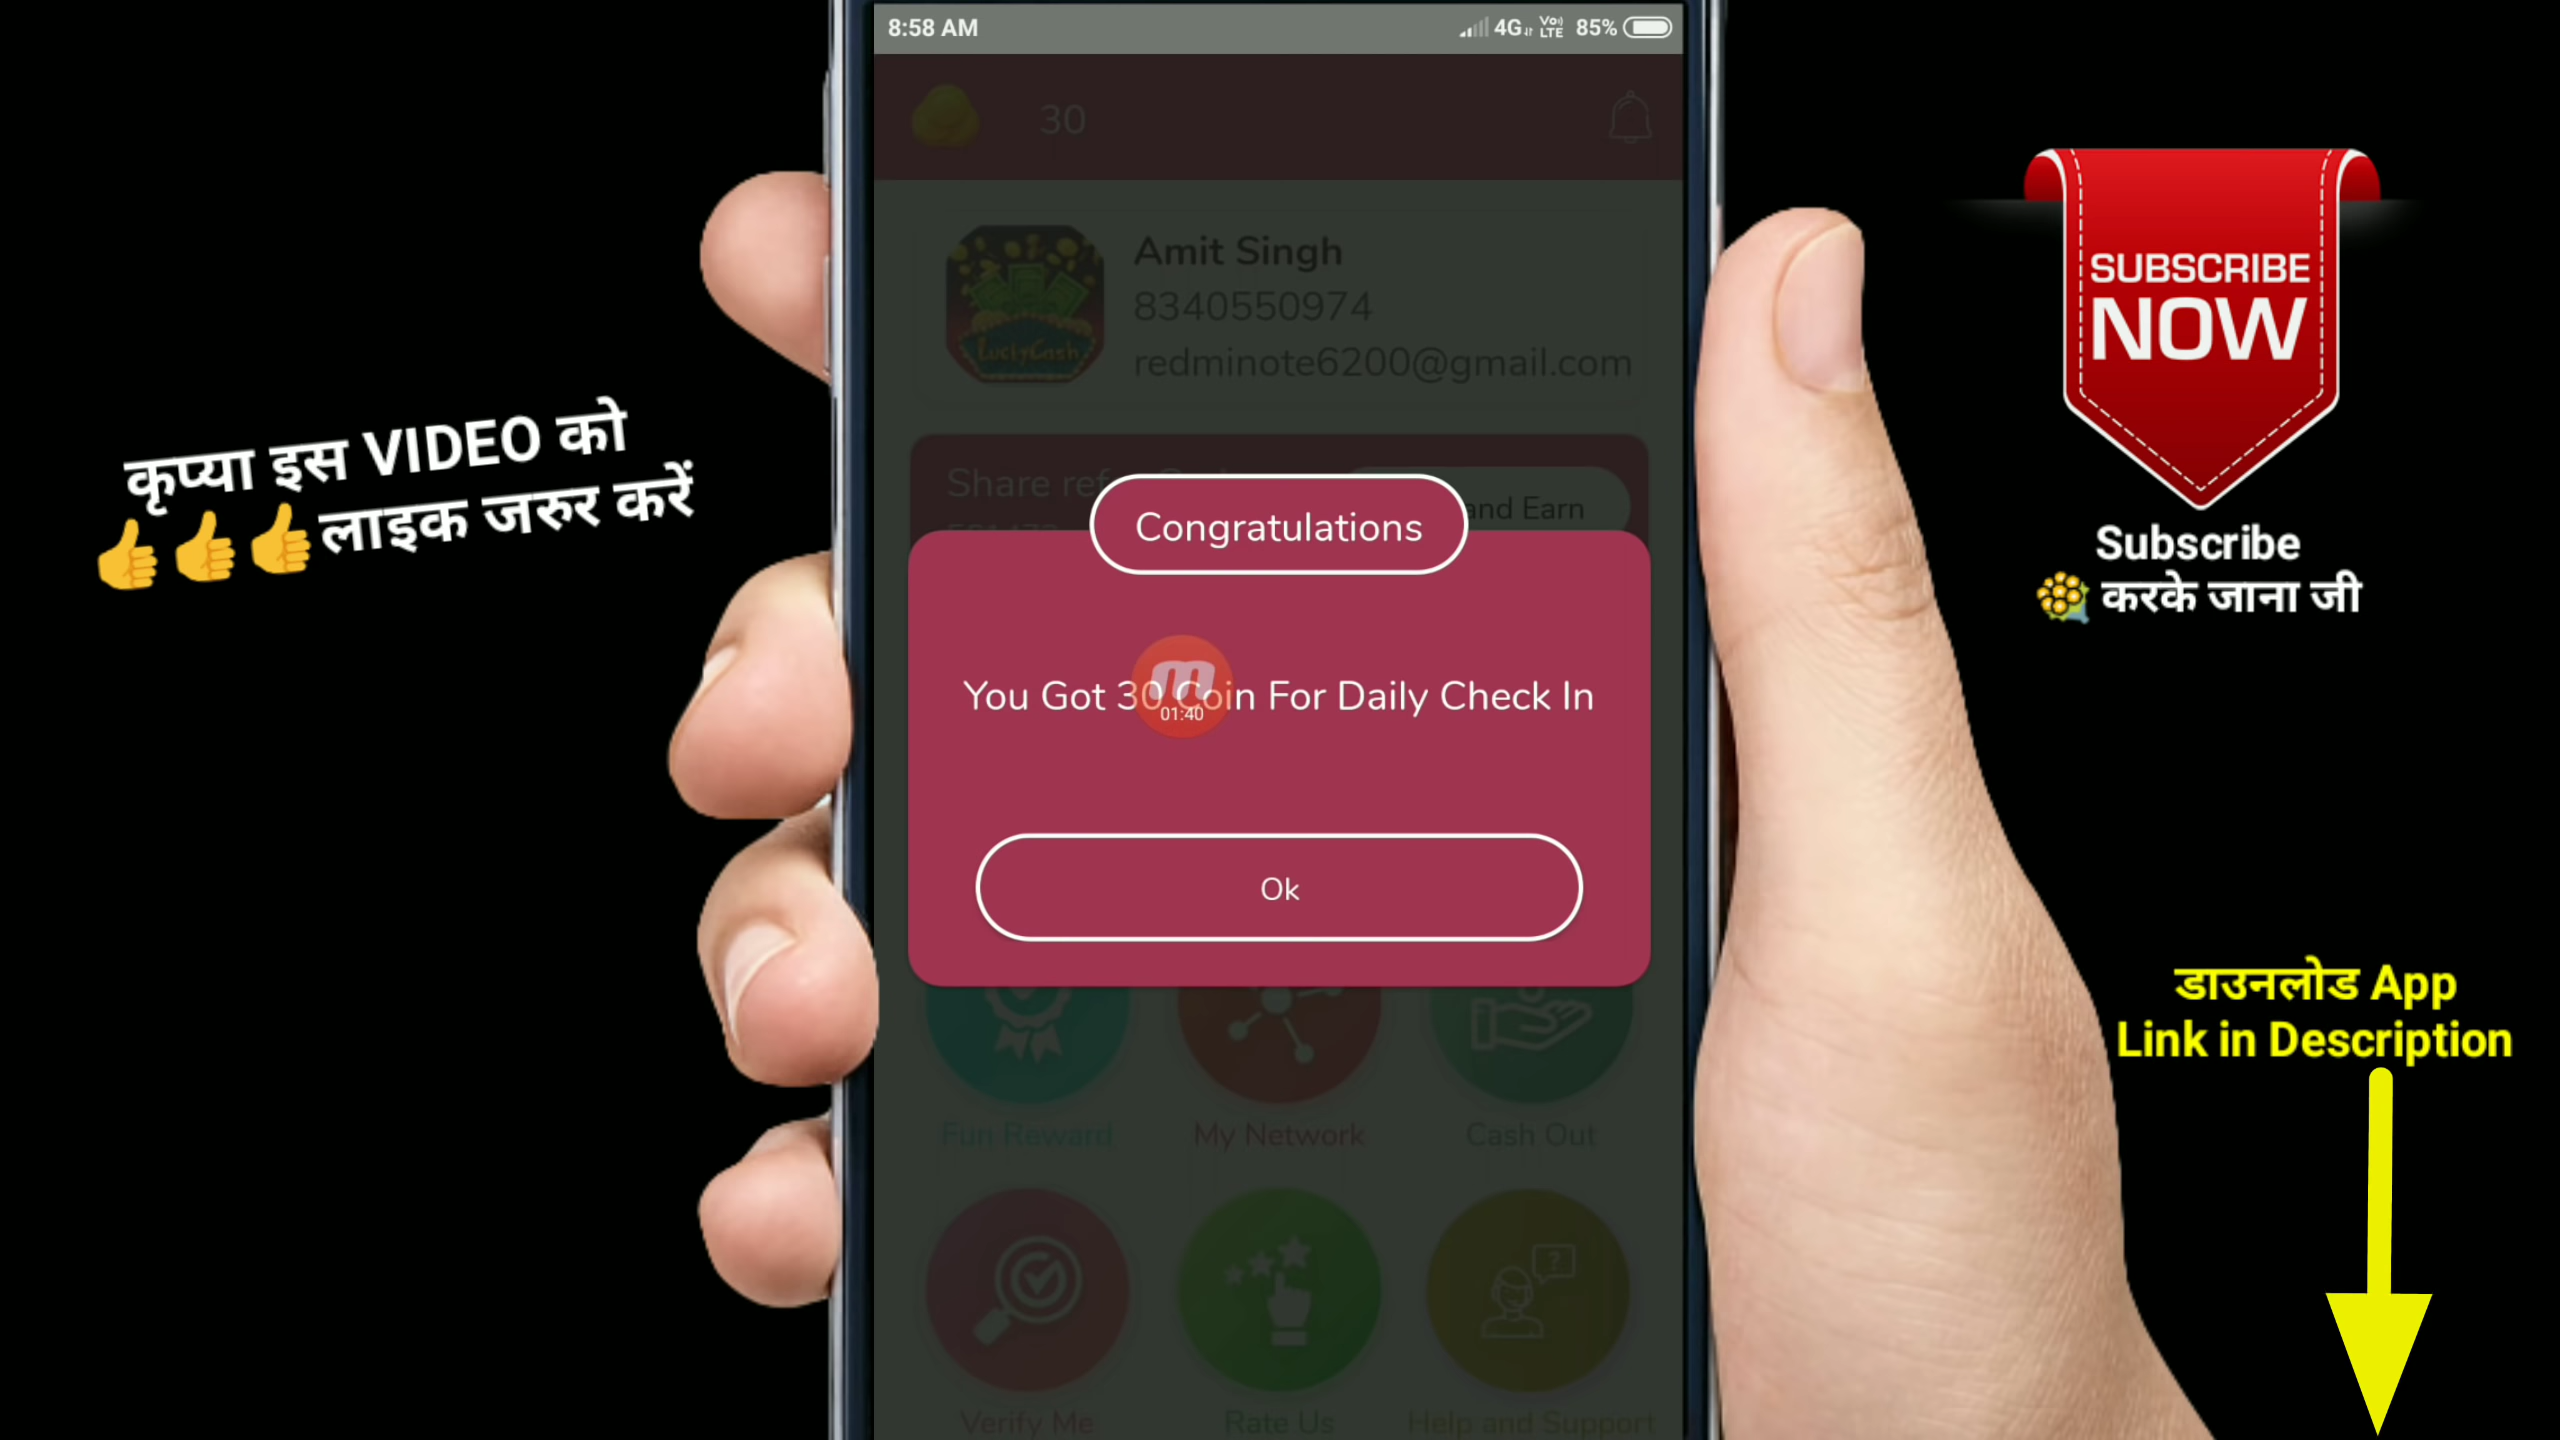 8:58 AM
4G VoLTE 85%
30
Amit Singh
8340550974
redminote6200@gmail.com
LuckyCash
Share
and Earn
Congratulations
You Got 30 Coin For Daily Check In
m
01:40
Ok
Fun Reward
My Network
Cash Out
Verify Me
Rate Us
Help and Support
कृप्या इस VIDEO को
👍👍👍लाइक जरुर करें
SUBSCRIBE
NOW
Subscribe
करके जाना जी
डाउनलोड App
Link in Description